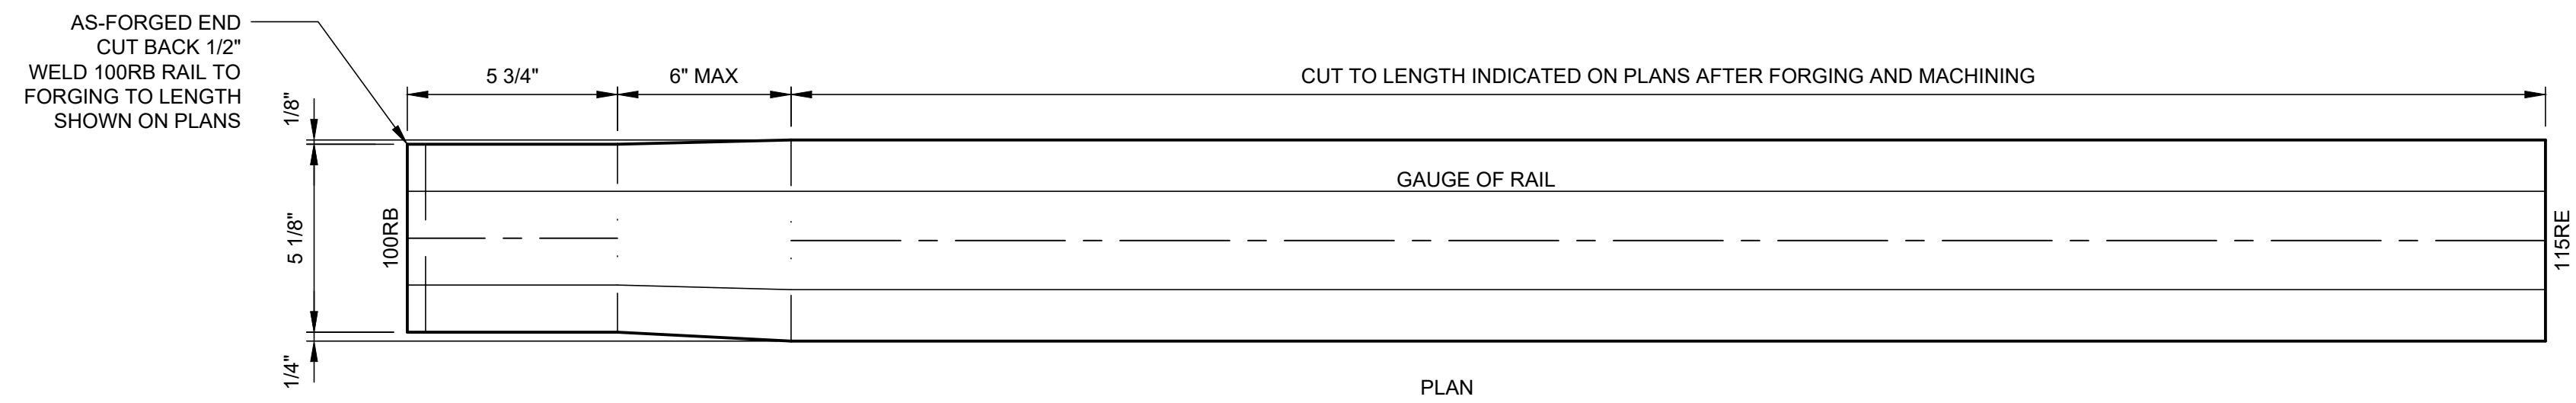 AS-FORGED END
CUT BACK 1/2"
WELD 100RB RAIL TO
FORGING TO LENGTH
SHOWN ON PLANS
5 3/4"
6" MAX
CUT TO LENGTH INDICATED ON PLANS AFTER FORGING AND MACHINING
1/8"
5 1/8"
1/4"
100RB
GAUGE OF RAIL
115RE
PLAN